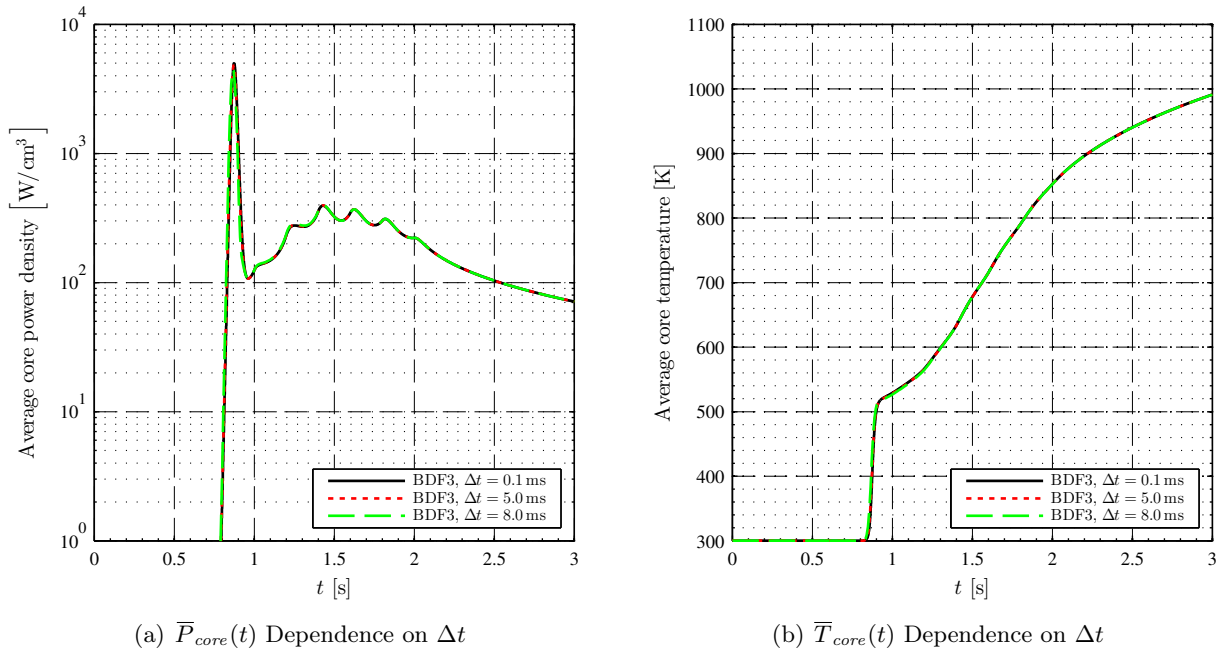 10^4
10^3
10^2
10^1
10^0
Average core power density [W/cm³]
0 0.5 1 1.5 2 2.5 3
t [s]
BDF3, Δt = 0.1 ms
BDF3, Δt = 5.0 ms
BDF3, Δt = 8.0 ms
(a) P̅core(t) Dependence on Δt
1100
1000
900
800
700
600
500
400
300
Average core temperature [K]
0 0.5 1 1.5 2 2.5 3
t [s]
BDF3, Δt = 0.1 ms
BDF3, Δt = 5.0 ms
BDF3, Δt = 8.0 ms
(b) T̅core(t) Dependence on Δt